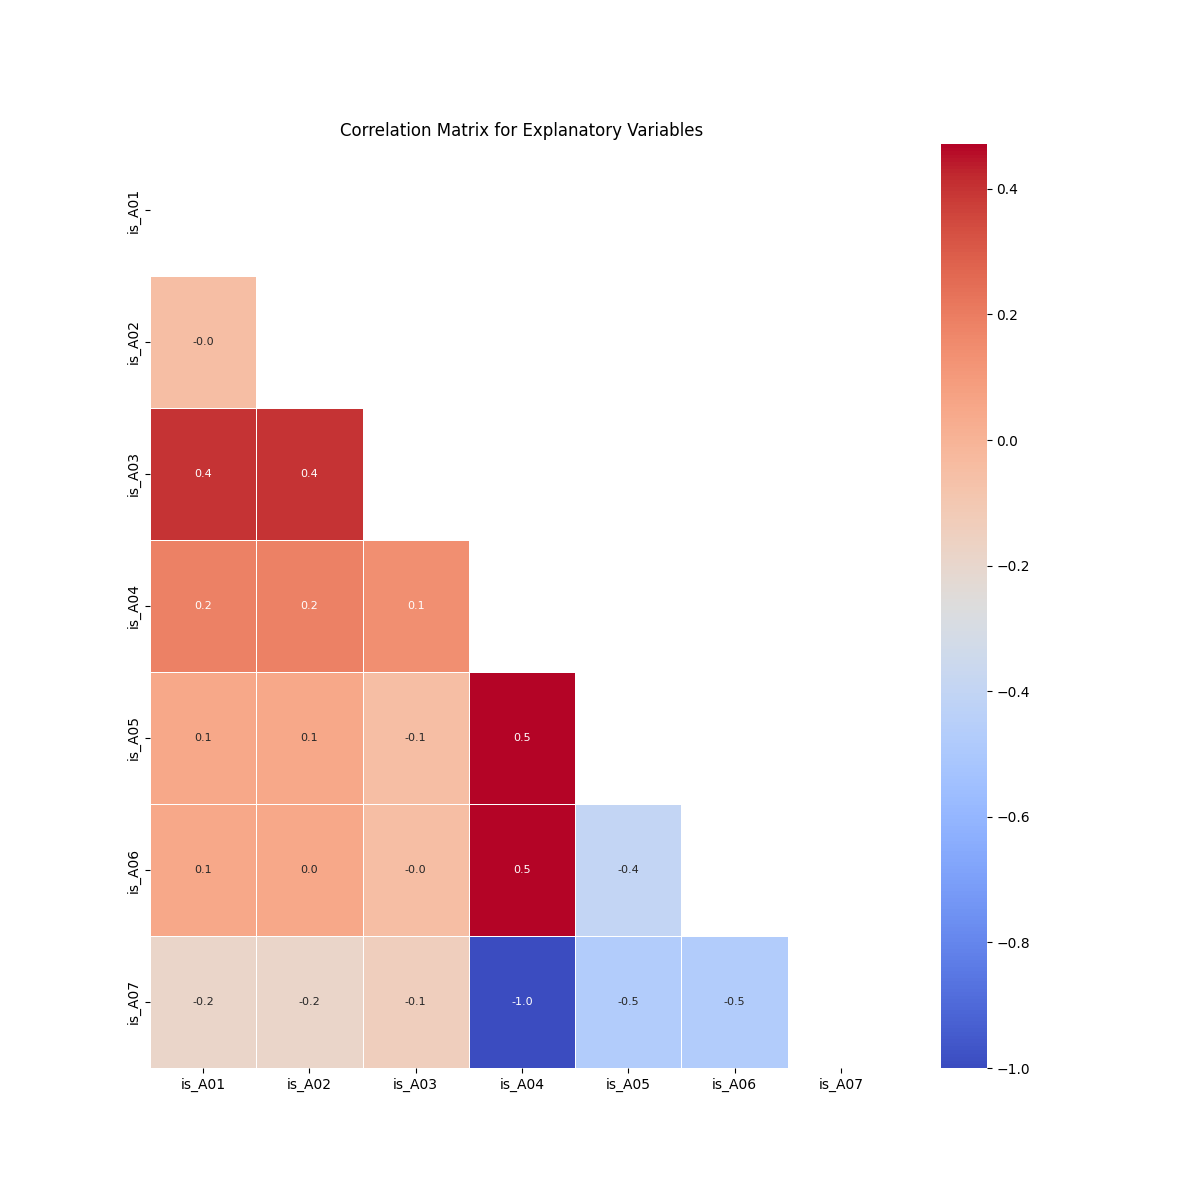 Correlation Matrix for Explanatory Variables
is_A01
is_A02
-0.0
is_A03
0.4 0.4
is_A04
0.2 0.2 0.1
is_A05
0.1 0.1 -0.1 0.5
is_A06
0.1 0.0 -0.0 0.5 -0.4
is_A07
-0.2 -0.2 -0.1 -1.0 -0.5 -0.5
is_A01 is_A02 is_A03 is_A04 is_A05 is_A06 is_A07
0.4
0.2
0.0
−0.2
−0.4
−0.6
−0.8
−1.0